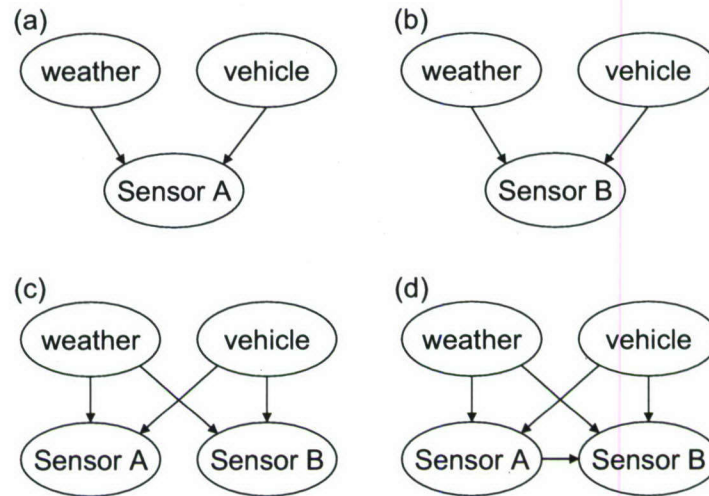 (a)
(b)
weather vehicle
weather vehicle
Sensor A
Sensor B
(c)
(d)
weather vehicle
weather vehicle
Sensor A Sensor B
Sensor A Sensor B